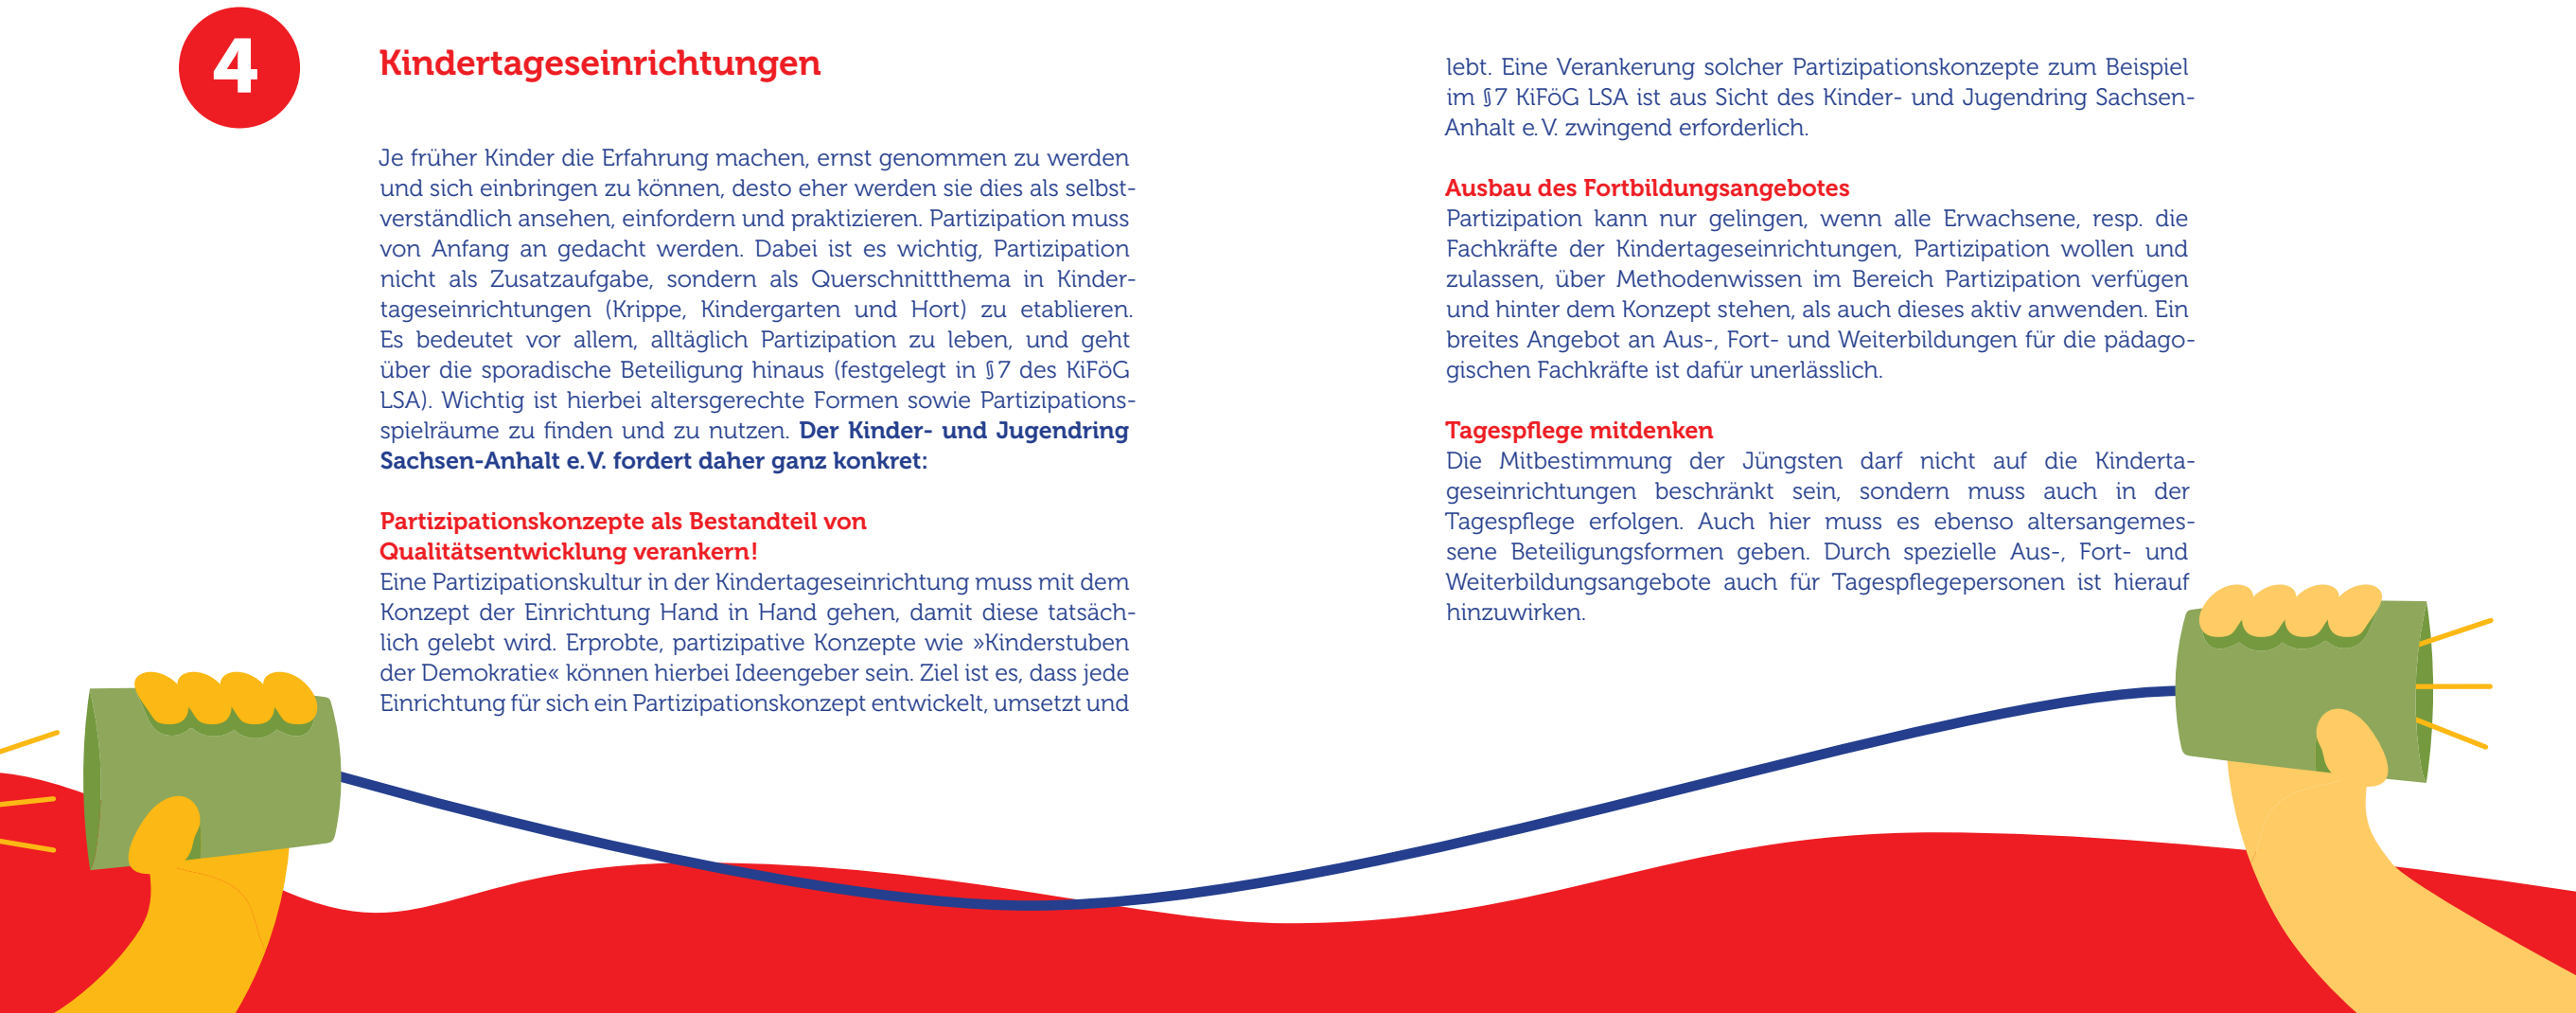 4
Kindertageseinrichtungen
Je früher Kinder die Erfahrung machen, ernst genommen zu werden
und sich einbringen zu können, desto eher werden sie dies als selbst-
verständlich ansehen, einfordern und praktizieren. Partizipation muss
von Anfang an gedacht werden. Dabei ist es wichtig, Partizipation
nicht als Zusatzaufgabe, sondern als Querschnittthema in Kinder-
tageseinrichtungen (Krippe, Kindergarten und Hort) zu etablieren.
Es bedeutet vor allem, alltäglich Partizipation zu leben, und geht
über die sporadische Beteiligung hinaus (festgelegt in §7 des KiFöG
LSA). Wichtig ist hierbei altersgerechte Formen sowie Partizipations-
spielräume zu finden und zu nutzen. Der Kinder- und Jugendring
Sachsen-Anhalt e.V. fordert daher ganz konkret:
Partizipationskonzepte als Bestandteil von
Qualitätsentwicklung verankern!
Eine Partizipationskultur in der Kindertageseinrichtung muss mit dem
Konzept der Einrichtung Hand in Hand gehen, damit diese tatsäch-
lich gelebt wird. Erprobte, partizipative Konzepte wie »Kinderstuben
der Demokratie« können hierbei Ideengeber sein. Ziel ist es, dass jede
Einrichtung für sich ein Partizipationskonzept entwickelt, umsetzt und
lebt. Eine Verankerung solcher Partizipationskonzepte zum Beispiel
im §7 KiFöG LSA ist aus Sicht des Kinder- und Jugendring Sachsen-
Anhalt e.V. zwingend erforderlich.
Ausbau des Fortbildungsangebotes
Partizipation kann nur gelingen, wenn alle Erwachsene, resp. die
Fachkräfte der Kindertageseinrichtungen, Partizipation wollen und
zulassen, über Methodenwissen im Bereich Partizipation verfügen
und hinter dem Konzept stehen, als auch dieses aktiv anwenden. Ein
breites Angebot an Aus-, Fort- und Weiterbildungen für die pädago-
gischen Fachkräfte ist dafür unerlässlich.
Tagespflege mitdenken
Die Mitbestimmung der Jüngsten darf nicht auf die Kinderta-
geseinrichtungen beschränkt sein, sondern muss auch in der
Tagespflege erfolgen. Auch hier muss es ebenso altersangemes-
sene Beteiligungsformen geben. Durch spezielle Aus-, Fort- und
Weiterbildungsangebote auch für Tagespflegepersonen ist hierauf
hinzuwirken.